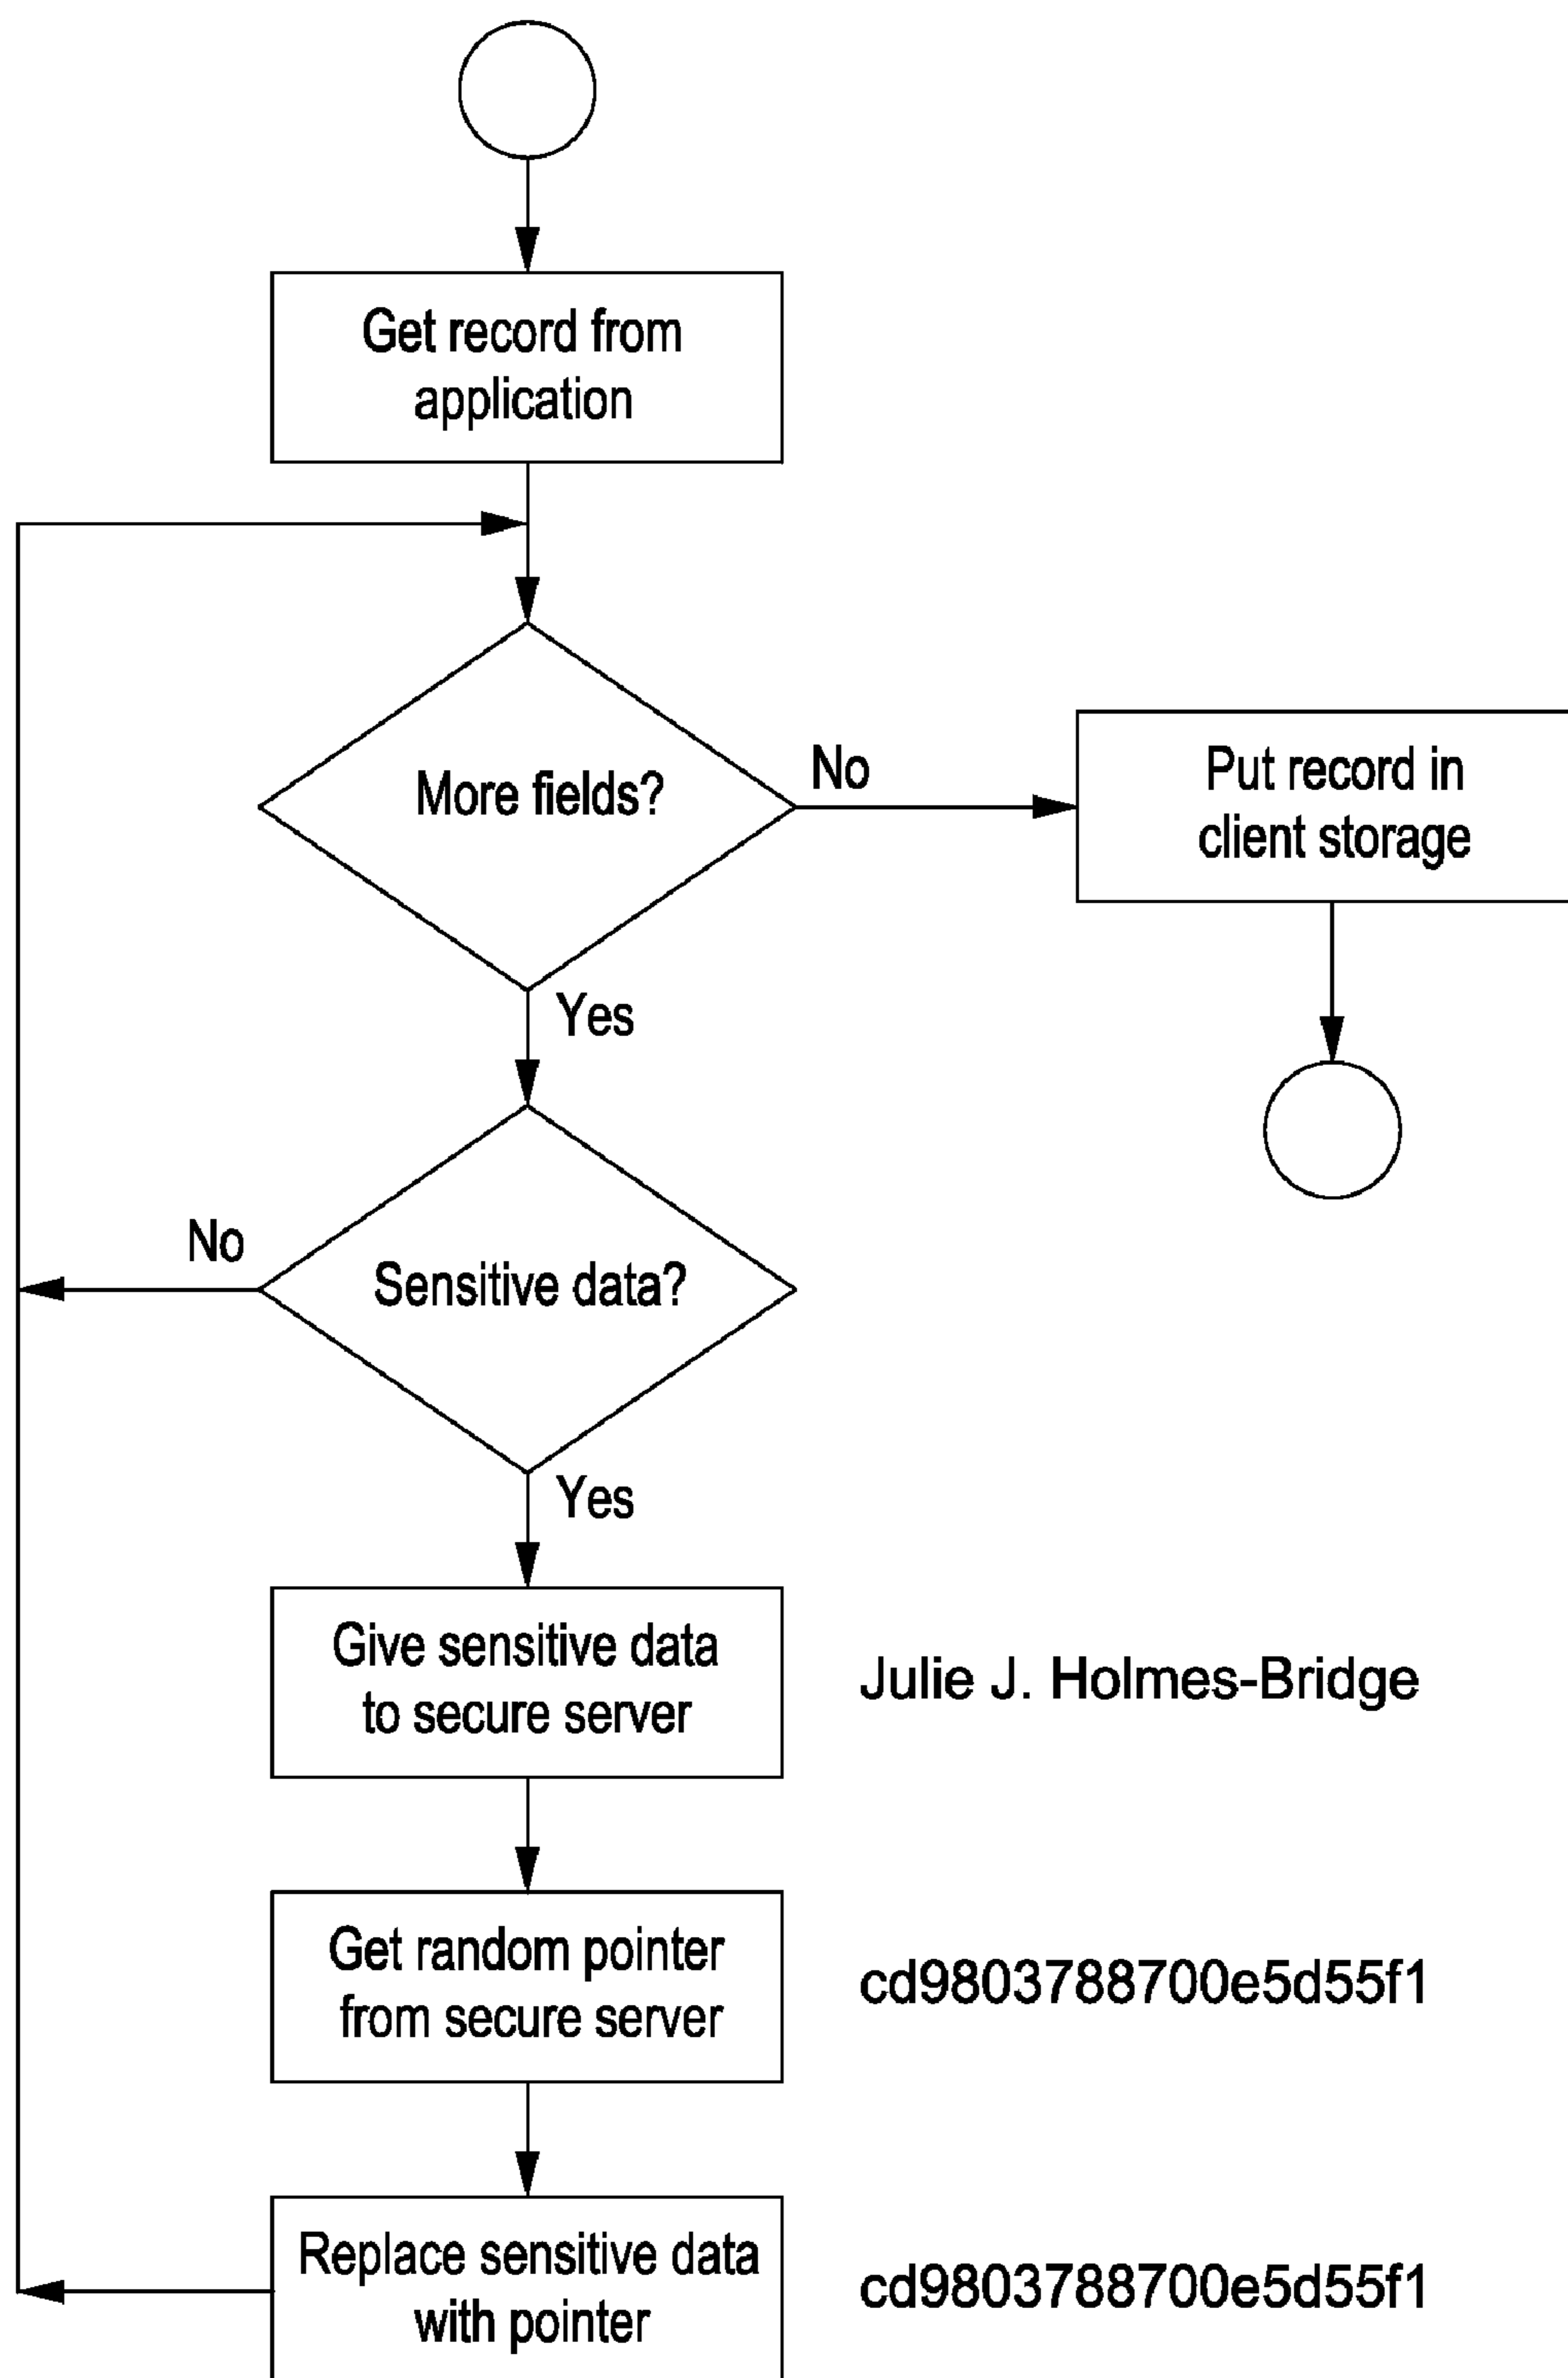 Get record from
application
More fields?
No
Put record in
client storage
Yes
No
Sensitive data?
Yes
Give sensitive data
to secure server
Julie J. Holmes-Bridge
Get random pointer
from secure server
cd9803788700e5d55f1
Replace sensitive data
with pointer
cd9803788700e5d55f1